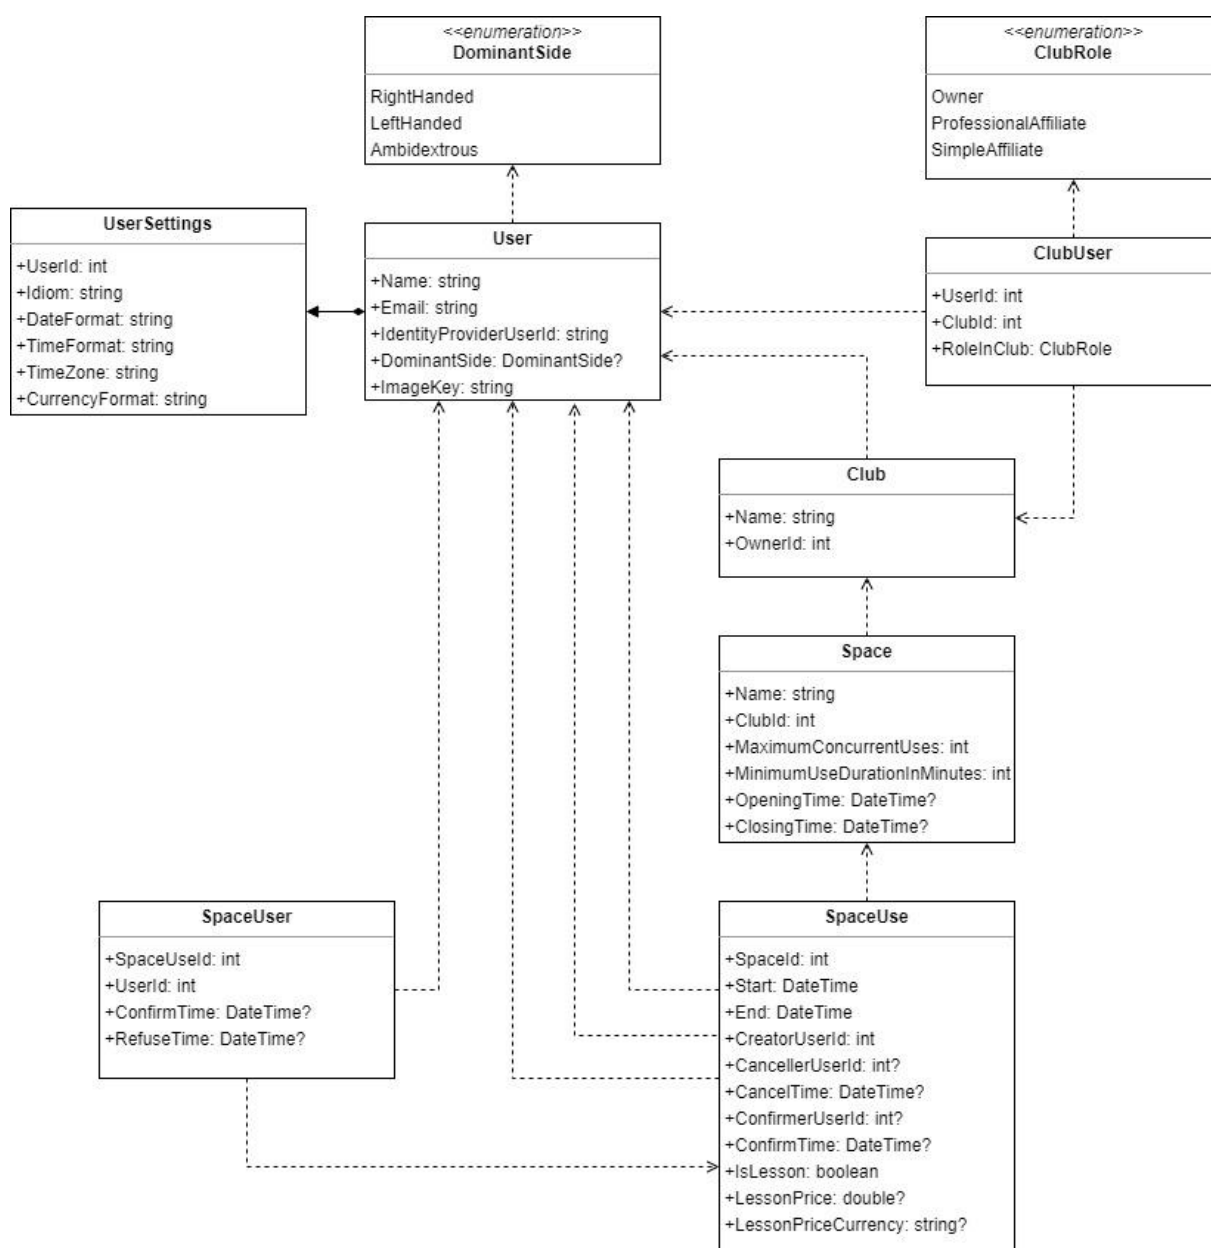 <<enumeration>>
DominantSide
RightHanded
LeftHanded
Ambidextrous
<<enumeration>>
ClubRole
Owner
ProfessionalAffiliate
SimpleAffiliate
UserSettings
+UserId: int
+Idiom: string
+DateFormat: string
+TimeFormat: string
+TimeZone: string
+CurrencyFormat: string
User
+Name: string
+Email: string
+IdentityProviderUserId: string
+DominantSide: DominantSide?
+ImageKey: string
ClubUser
+UserId: int
+ClubId: int
+RoleInClub: ClubRole
Club
+Name: string
+OwnerId: int
Space
+Name: string
+ClubId: int
+MaximumConcurrentUses: int
+MinimumUseDurationInMinutes: int
+OpeningTime: DateTime?
+ClosingTime: DateTime?
SpaceUser
+SpaceUseId: int
+UserId: int
+ConfirmTime: DateTime?
+RefuseTime: DateTime?
SpaceUse
+SpaceId: int
+Start: DateTime
+End: DateTime
+CreatorUserId: int
+CancellerUserId: int?
+CancelTime: DateTime?
+ConfirmerUserId: int?
+ConfirmTime: DateTime?
+IsLesson: boolean
+LessonPrice: double?
+LessonPriceCurrency: string?